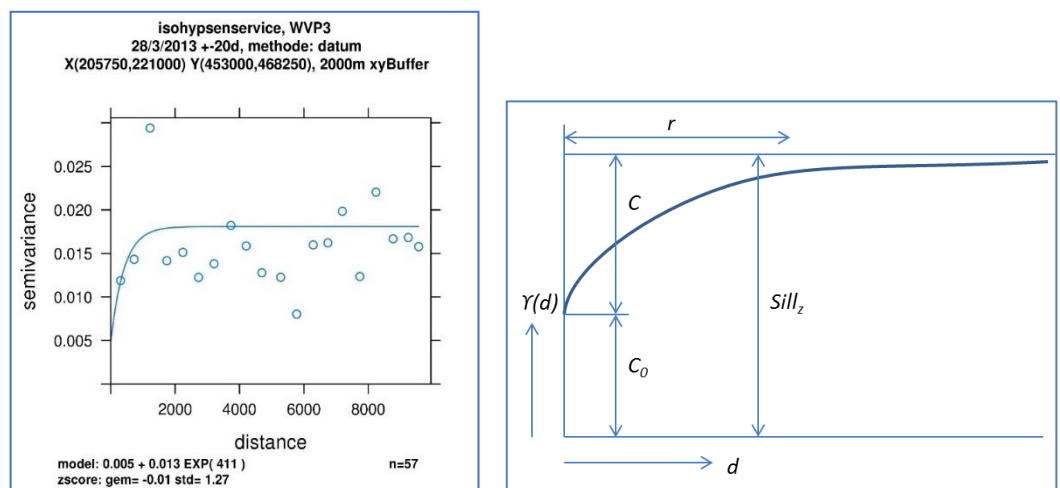 isohypsenservice, WVP3
28/3/2013 +-20d, methode: datum
X(205750,221000) Y(453000,468250), 2000m xyBuffer
semivariance
0.025
0.020
0.015
0.010
0.005
2000 4000 6000 8000
distance
model: 0.005 + 0.013 EXP( 411 ) n=57
zscore: gem= -0.01 std= 1.27
r
C
ϒ(d)
Sill_z
C_0
d